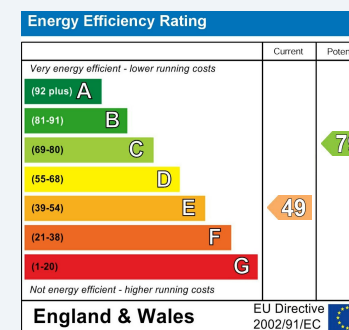 Energy Efficiency Rating
Current
Very energy efficient - lower running costs
(92 plus) A
(81-91) B
(69-80) C
(55-68) D
(39-54) E
49
(21-38) F
(1-20) G
Not energy efficient - higher running costs
England & Wales
EU Directive
2002/91/EC